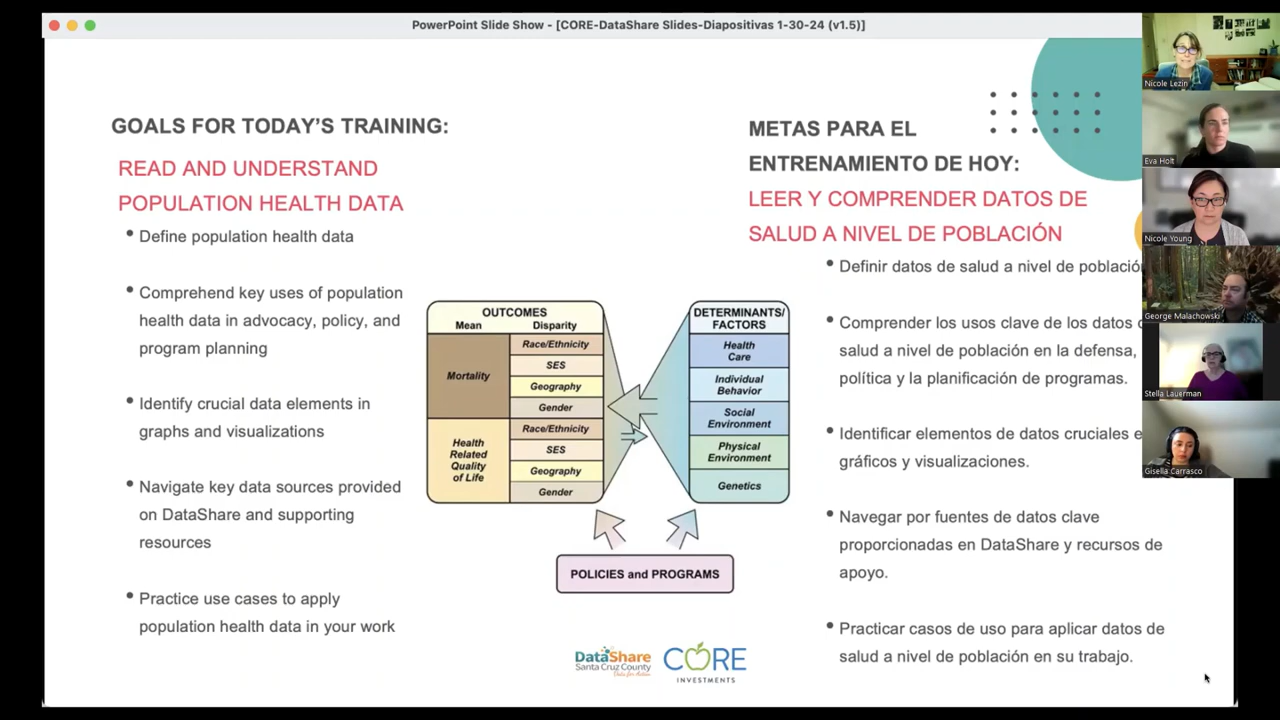 PowerPoint Slide Show - [CORE-DataShare Slides-Diapositivas 1-30-24 (v1.5)]
GOALS FOR TODAY'S TRAINING:
READ AND UNDERSTAND
POPULATION HEALTH DATA
• Define population health data
• Comprehend key uses of population
health data in advocacy, policy, and
program planning
• Identify crucial data elements in
graphs and visualizations
• Navigate key data sources provided
on DataShare and supporting
resources
• Practice use cases to apply
population health data in your work
OUTCOMES
Mean Disparity
Mortality
Race/Ethnicity
SES
Geography
Gender
Health
Related
Quality
of Life
Race/Ethnicity
SES
Geography
Gender
DETERMINANTS/
FACTORS
Health
Care
Individual
Behavior
Social
Environment
Physical
Environment
Genetics
POLICIES and PROGRAMS
DataShare
Santa Cruz County
Data for Action
CORE
INVESTMENTS
METAS PARA EL
ENTRENAMIENTO DE HOY:
LEER Y COMPRENDER DATOS DE
SALUD A NIVEL DE POBLACIÓN
• Definir datos de salud a nivel de població
• Comprender los usos clave de los datos
salud a nivel de población en la defensa,
política y la planificación de programas.
• Identificar elementos de datos cruciales e
gráficos y visualizaciones.
• Navegar por fuentes de datos clave
proporcionadas en DataShare y recursos de
apoyo.
• Practicar casos de uso para aplicar datos de
salud a nivel de población en su trabajo.
Nicole Lezin
Eva Holt
Nicole Young
George Malachowski
Stella Lauerman
Gisella Carrasco